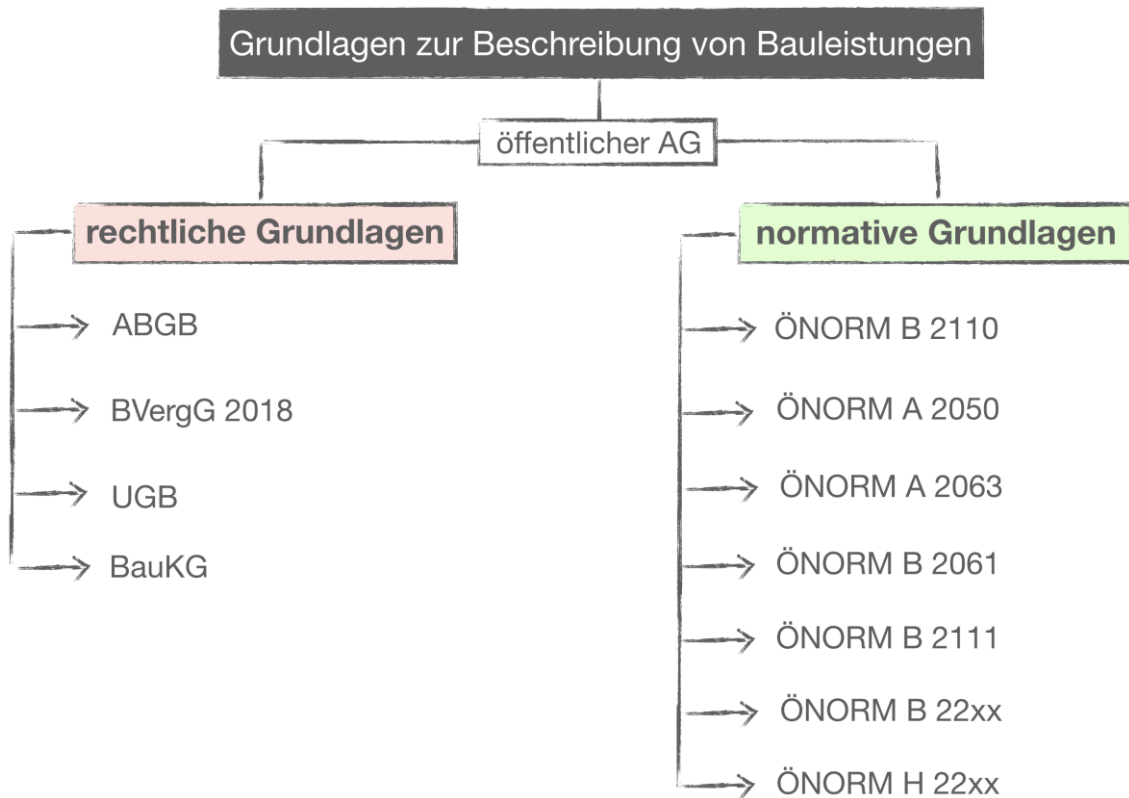 Grundlagen zur Beschreibung von Bauleistungen
öffentlicher AG
rechtliche Grundlagen
ABGB
BVergG 2018
UGB
BauKG
normative Grundlagen
ÖNORM B 2110
ÖNORM A 2050
ÖNORM A 2063
ÖNORM B 2061
ÖNORM B 2111
ÖNORM B 22xx
ÖNORM H 22xx